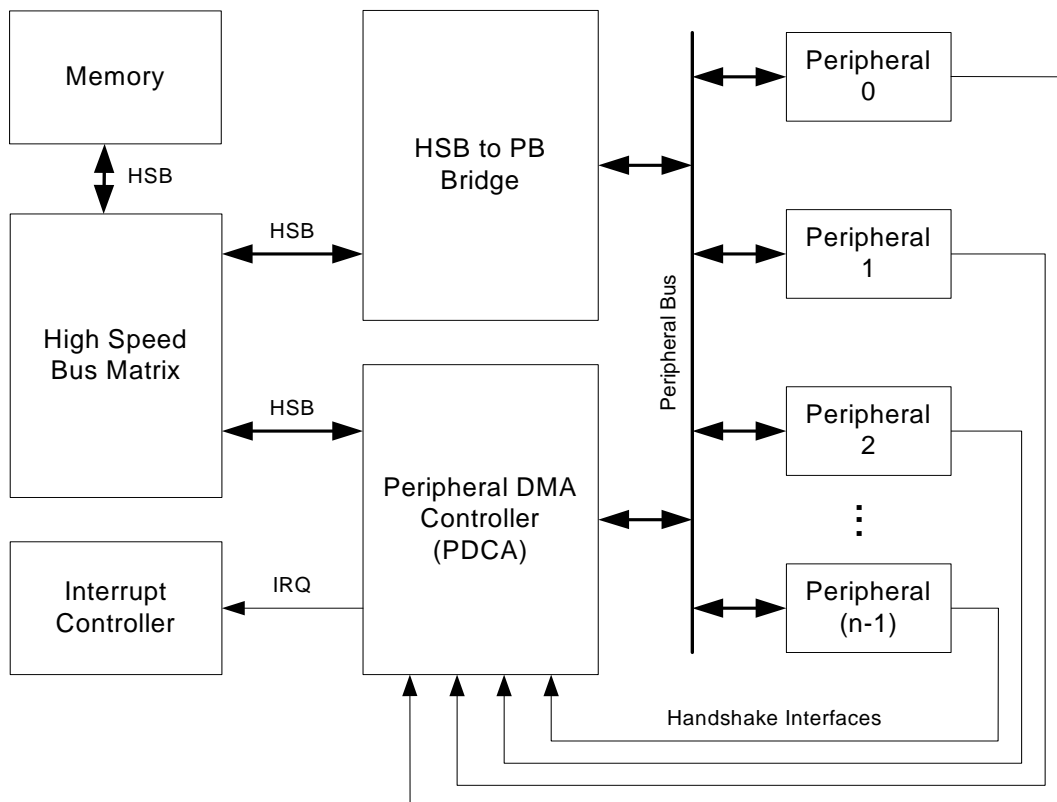 Memory
HSB
High Speed
Bus Matrix
HSB
HSB
Interrupt
Controller
IRQ
HSB to PB
Bridge
Peripheral DMA
Controller
(PDCA)
Peripheral Bus
Peripheral
0
Peripheral
1
Peripheral
2
...
Peripheral
(n-1)
Handshake Interfaces